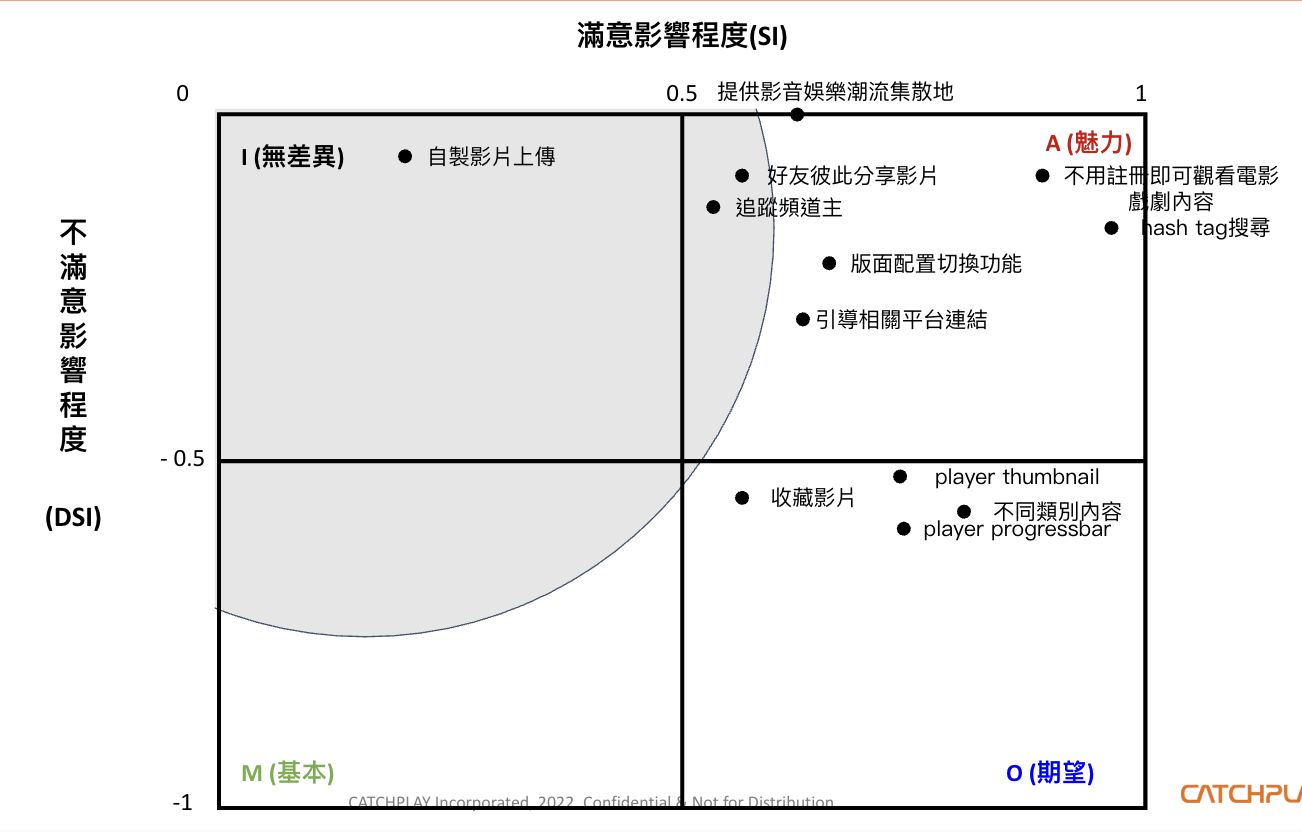 滿意影響程度(SI)
0
0.5
提供影音娛樂潮流集散地
1
I (無差異)
自製影片上傳
A (魅力)
好友彼此分享影片
不用註冊即可觀看電影
戲劇內容
追蹤頻道主
hash tag搜尋
版面配置切換功能
引導相關平台連結
不滿意影響程度
(DSI)
- 0.5
player thumbnail
收藏影片
不同類別內容
player progressbar
M (基本)
O (期望)
-1
CATCHPLAY Incorporated 2022 Confidential & Not for Distribution
CATCHPLA